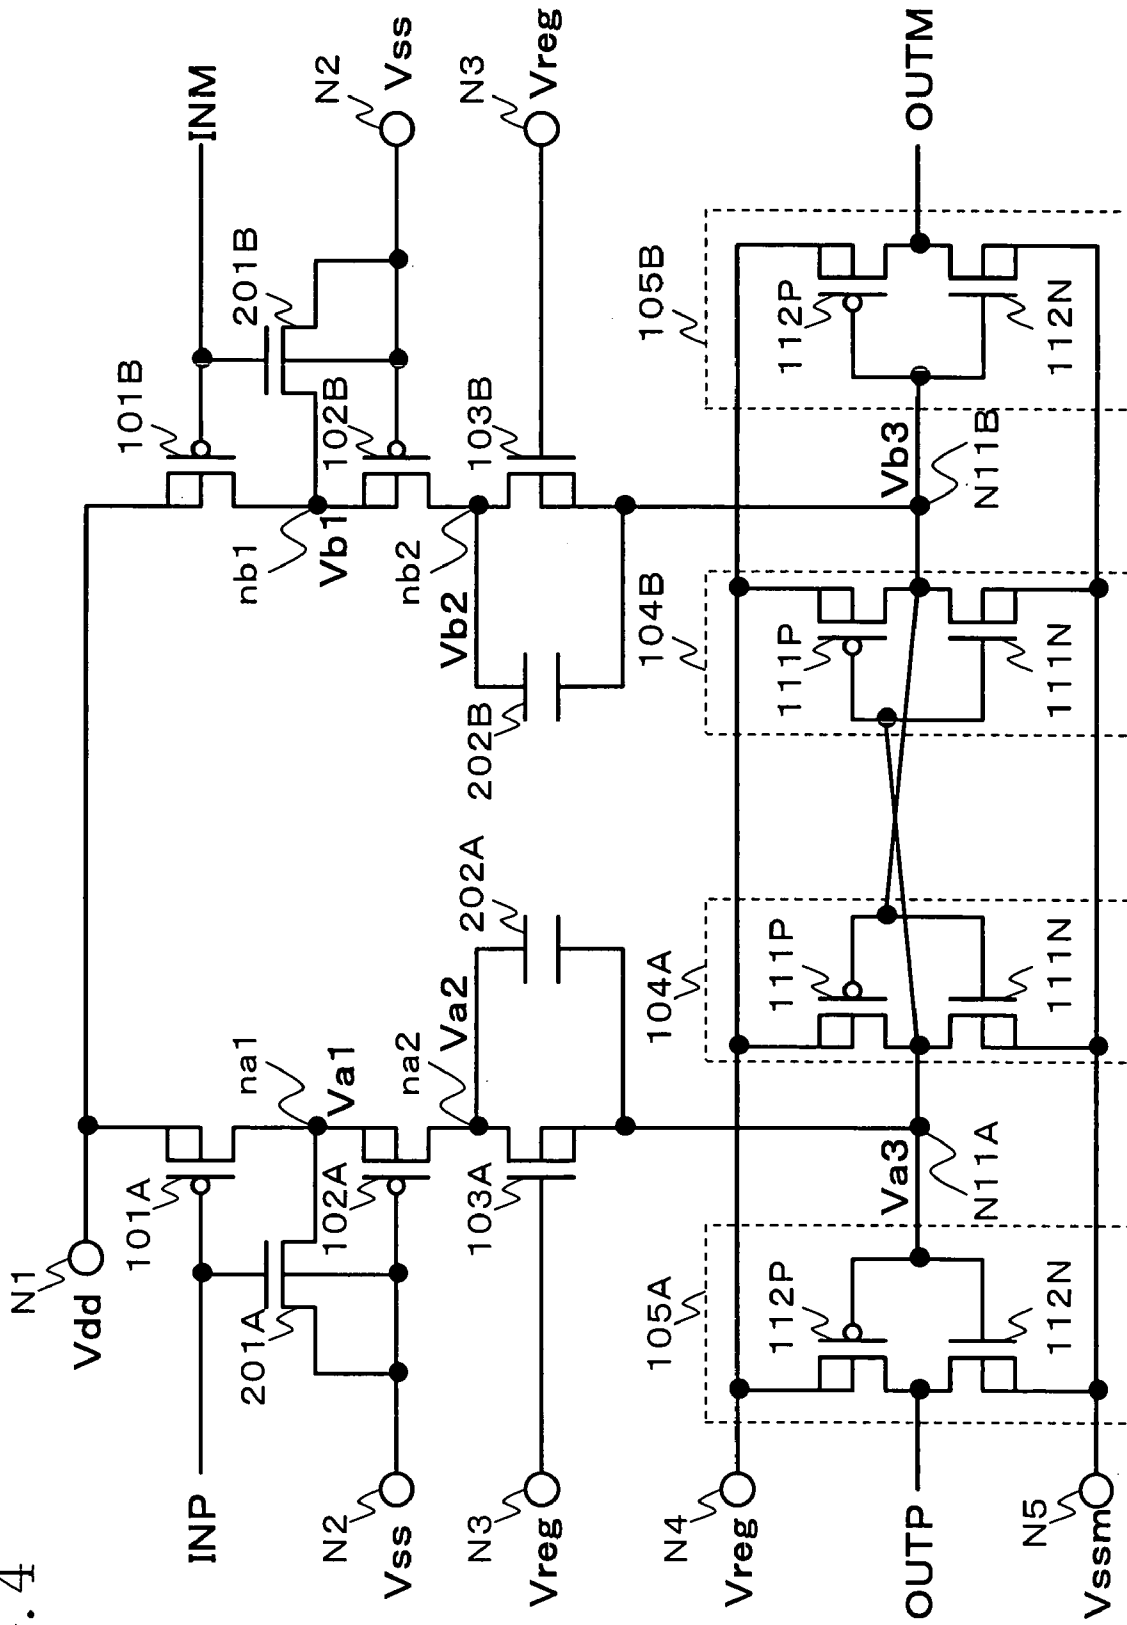 . 4
N1
Vdd
INP
101A
201A
na1
Va1
N2
Vss
102A
na2
Va2
N3
Vreg
103A
202A
INM
101B
201B
nb1
Vb1
N2
Vss
102B
nb2
Vb2
N3
Vreg
103B
202B
N4
Vreg
105A
112P
112N
OUTP
Va3
N11A
104A
111P
111N
104B
111P
111N
Vb3
N11B
105B
112P
112N
OUTM
N5
Vssm